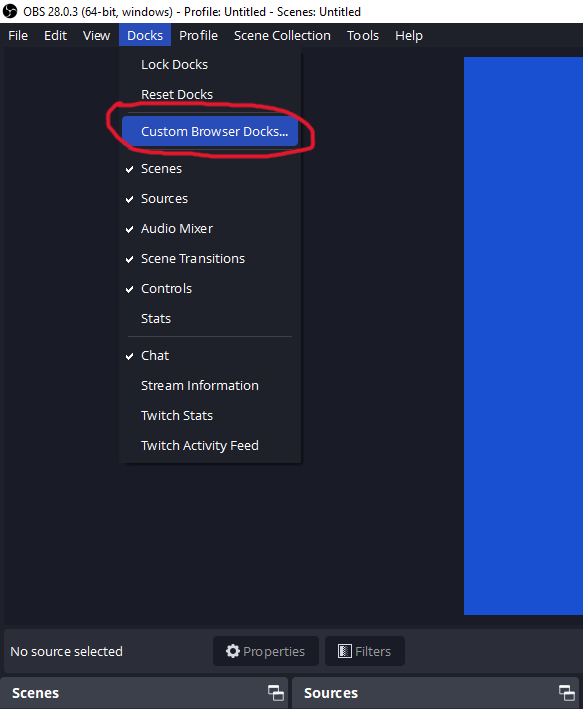 OBS 28.0.3 (64-bit, windows) - Profile: Untitled - Scenes: Untitled
File Edit View Docks Profile Scene Collection Tools Help
Lock Docks
Reset Docks
Custom Browser Docks...
Scenes
Sources
Audio Mixer
Scene Transitions
Controls
Stats
Chat
Stream Information
Twitch Stats
Twitch Activity Feed
No source selected Properties Filters
Scenes Sources